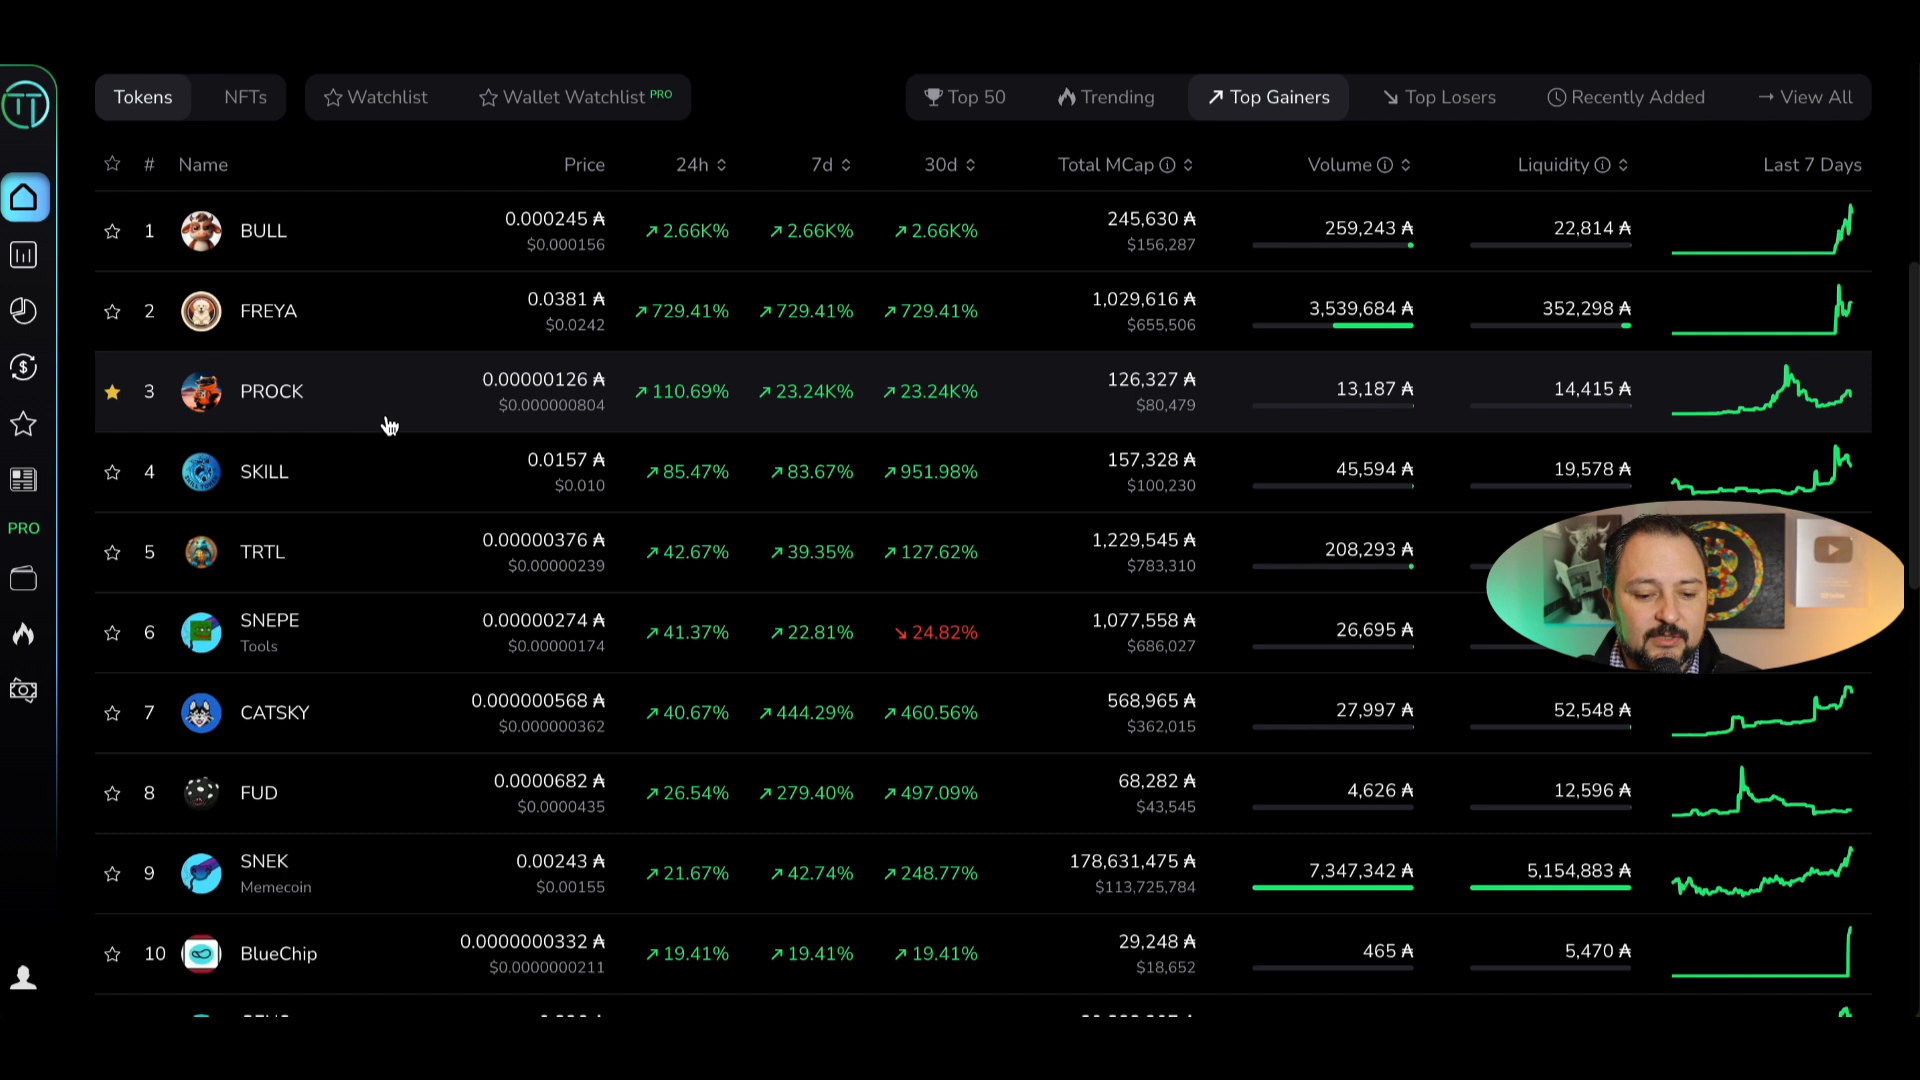 Tokens NFTs Watchlist Wallet Watchlist PRO Top 50 Trending Top Gainers Top Losers Recently Added View All
# Name Price 24h 7d 30d Total MCap Volume Liquidity Last 7 Days
1 BULL 0.000245 ₳ 2.66K% 2.66K% 2.66K% 245,630 ₳ 259,243 ₳ 22,814 ₳
$0.000156 $156,287
2 FREYA 0.0381 ₳ 729.41% 729.41% 729.41% 1,029,616 ₳ 3,539,684 ₳ 352,298 ₳
$0.0242 $655,506
3 PROCK 0.00000126 ₳ 110.69% 23.24K% 23.24K% 126,327 ₳ 13,187 ₳ 14,415 ₳
$0.000000804 $80,479
4 SKILL 0.0157 ₳ 85.47% 83.67% 951.98% 157,328 ₳ 45,594 ₳ 19,578 ₳
$0.010 $100,230
PRO
5 TRTL 0.00000376 ₳ 42.67% 39.35% 127.62% 1,229,545 ₳ 208,293 ₳
$0.00000239 $783,310
6 SNEPE 0.00000274 ₳ 41.37% 22.81% 24.82% 1,077,558 ₳ 26,695 ₳
Tools $0.00000174 $686,027
7 CATSKY 0.000000568 ₳ 40.67% 444.29% 460.56% 568,965 ₳ 27,997 ₳ 52,548 ₳
$0.000000362 $362,015
8 FUD 0.0000682 ₳ 26.54% 279.40% 497.09% 68,282 ₳ 4,626 ₳ 12,596 ₳
$0.0000435 $43,545
9 SNEK 0.00243 ₳ 21.67% 42.74% 248.77% 178,631,475 ₳ 7,347,342 ₳ 5,154,883 ₳
Memecoin $0.00155 $113,725,784
10 BlueChip 0.0000000332 ₳ 19.41% 19.41% 19.41% 29,248 ₳ 465 ₳ 5,470 ₳
$0.0000000211 $18,652